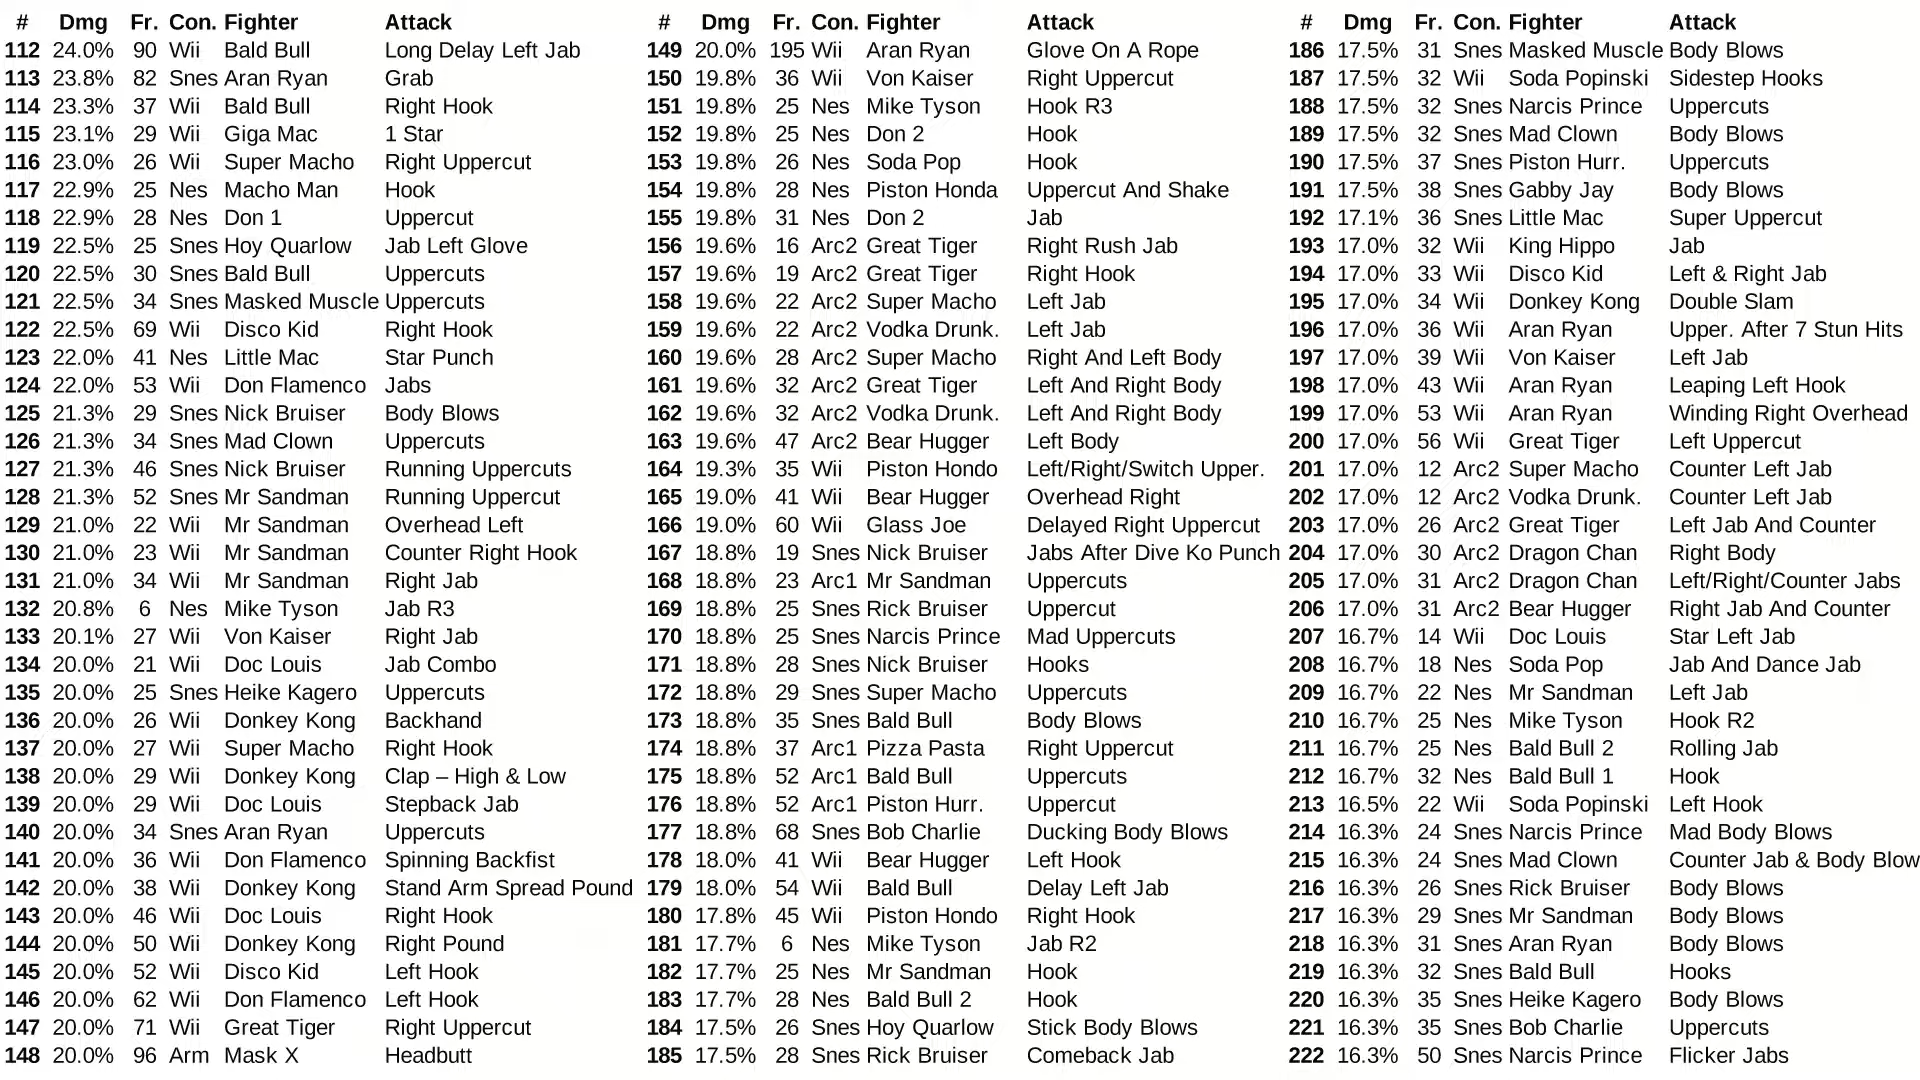 # Dmg Fr. Con. Fighter Attack
112 24.0% 90 Wii Bald Bull Long Delay Left Jab
113 23.8% 82 Snes Aran Ryan Grab
114 23.3% 37 Wii Bald Bull Right Hook
115 23.1% 29 Wii Giga Mac 1 Star
116 23.0% 26 Wii Super Macho Right Uppercut
117 22.9% 25 Nes Macho Man Hook
118 22.9% 28 Nes Don 1 Uppercut
119 22.5% 25 Snes Hoy Quarlow Jab Left Glove
120 22.5% 30 Snes Bald Bull Uppercuts
121 22.5% 34 Snes Masked Muscle Uppercuts
122 22.5% 69 Wii Disco Kid Right Hook
123 22.0% 41 Nes Little Mac Star Punch
124 22.0% 53 Wii Don Flamenco Jabs
125 21.3% 29 Snes Nick Bruiser Body Blows
126 21.3% 34 Snes Mad Clown Uppercuts
127 21.3% 46 Snes Nick Bruiser Running Uppercuts
128 21.3% 52 Snes Mr Sandman Running Uppercut
129 21.0% 22 Wii Mr Sandman Overhead Left
130 21.0% 23 Wii Mr Sandman Counter Right Hook
131 21.0% 34 Wii Mr Sandman Right Jab
132 20.8% 6 Nes Mike Tyson Jab R3
133 20.1% 27 Wii Von Kaiser Right Jab
134 20.0% 21 Wii Doc Louis Jab Combo
135 20.0% 25 Snes Heike Kagero Uppercuts
136 20.0% 26 Wii Donkey Kong Backhand
137 20.0% 27 Wii Super Macho Right Hook
138 20.0% 29 Wii Donkey Kong Clap – High & Low
139 20.0% 29 Wii Doc Louis Stepback Jab
140 20.0% 34 Snes Aran Ryan Uppercuts
141 20.0% 36 Wii Don Flamenco Spinning Backfist
142 20.0% 38 Wii Donkey Kong Stand Arm Spread Pound
143 20.0% 46 Wii Doc Louis Right Hook
144 20.0% 50 Wii Donkey Kong Right Pound
145 20.0% 52 Wii Disco Kid Left Hook
146 20.0% 62 Wii Don Flamenco Left Hook
147 20.0% 71 Wii Great Tiger Right Uppercut
148 20.0% 96 Arm Mask X Headbutt
# Dmg Fr. Con. Fighter Attack
149 20.0% 195 Wii Aran Ryan Glove On A Rope
150 19.8% 36 Wii Von Kaiser Right Uppercut
151 19.8% 25 Nes Mike Tyson Hook R3
152 19.8% 25 Nes Don 2 Hook
153 19.8% 26 Nes Soda Pop Hook
154 19.8% 28 Nes Piston Honda Uppercut And Shake
155 19.8% 31 Nes Don 2 Jab
156 19.6% 16 Arc2 Great Tiger Right Rush Jab
157 19.6% 19 Arc2 Great Tiger Right Hook
158 19.6% 22 Arc2 Super Macho Left Jab
159 19.6% 22 Arc2 Vodka Drunk. Left Jab
160 19.6% 28 Arc2 Super Macho Right And Left Body
161 19.6% 32 Arc2 Great Tiger Left And Right Body
162 19.6% 32 Arc2 Vodka Drunk. Left And Right Body
163 19.6% 47 Arc2 Bear Hugger Left Body
164 19.3% 35 Wii Piston Hondo Left/Right/Switch Upper.
165 19.0% 41 Wii Bear Hugger Overhead Right
166 19.0% 60 Wii Glass Joe Delayed Right Uppercut
167 18.8% 19 Snes Nick Bruiser Jabs After Dive Ko Punch
168 18.8% 23 Arc1 Mr Sandman Uppercuts
169 18.8% 25 Snes Rick Bruiser Uppercut
170 18.8% 25 Snes Narcis Prince Mad Uppercuts
171 18.8% 28 Snes Nick Bruiser Hooks
172 18.8% 29 Snes Super Macho Uppercuts
173 18.8% 35 Snes Bald Bull Body Blows
174 18.8% 37 Arc1 Pizza Pasta Right Uppercut
175 18.8% 52 Arc1 Bald Bull Uppercuts
176 18.8% 52 Arc1 Piston Hurr. Uppercut
177 18.8% 68 Snes Bob Charlie Ducking Body Blows
178 18.0% 41 Wii Bear Hugger Left Hook
179 18.0% 54 Wii Bald Bull Delay Left Jab
180 17.8% 45 Wii Piston Hondo Right Hook
181 17.7% 6 Nes Mike Tyson Jab R2
182 17.7% 25 Nes Mr Sandman Hook
183 17.7% 28 Nes Bald Bull 2 Hook
184 17.5% 26 Snes Hoy Quarlow Stick Body Blows
185 17.5% 28 Snes Rick Bruiser Comeback Jab
# Dmg Fr. Con. Fighter Attack
186 17.5% 31 Snes Masked Muscle Body Blows
187 17.5% 32 Wii Soda Popinski Sidestep Hooks
188 17.5% 32 Snes Narcis Prince Uppercuts
189 17.5% 32 Snes Mad Clown Body Blows
190 17.5% 37 Snes Piston Hurr. Uppercuts
191 17.5% 38 Snes Gabby Jay Body Blows
192 17.1% 36 Snes Little Mac Super Uppercut
193 17.0% 32 Wii King Hippo Jab
194 17.0% 33 Wii Disco Kid Left & Right Jab
195 17.0% 34 Wii Donkey Kong Double Slam
196 17.0% 36 Wii Aran Ryan Upper. After 7 Stun Hits
197 17.0% 39 Wii Von Kaiser Left Jab
198 17.0% 43 Wii Aran Ryan Leaping Left Hook
199 17.0% 53 Wii Aran Ryan Winding Right Overhead
200 17.0% 56 Wii Great Tiger Left Uppercut
201 17.0% 12 Arc2 Super Macho Counter Left Jab
202 17.0% 12 Arc2 Vodka Drunk. Counter Left Jab
203 17.0% 26 Arc2 Great Tiger Left Jab And Counter
204 17.0% 30 Arc2 Dragon Chan Right Body
205 17.0% 31 Arc2 Dragon Chan Left/Right/Counter Jabs
206 17.0% 31 Arc2 Bear Hugger Right Jab And Counter
207 16.7% 14 Wii Doc Louis Star Left Jab
208 16.7% 18 Nes Soda Pop Jab And Dance Jab
209 16.7% 22 Nes Mr Sandman Left Jab
210 16.7% 25 Nes Mike Tyson Hook R2
211 16.7% 25 Nes Bald Bull 2 Rolling Jab
212 16.7% 32 Nes Bald Bull 1 Hook
213 16.5% 22 Wii Soda Popinski Left Hook
214 16.3% 24 Snes Narcis Prince Mad Body Blows
215 16.3% 24 Snes Mad Clown Counter Jab & Body Blow
216 16.3% 26 Snes Rick Bruiser Body Blows
217 16.3% 29 Snes Mr Sandman Body Blows
218 16.3% 31 Snes Aran Ryan Body Blows
219 16.3% 32 Snes Bald Bull Hooks
220 16.3% 35 Snes Heike Kagero Body Blows
221 16.3% 35 Snes Bob Charlie Uppercuts
222 16.3% 50 Snes Narcis Prince Flicker Jabs